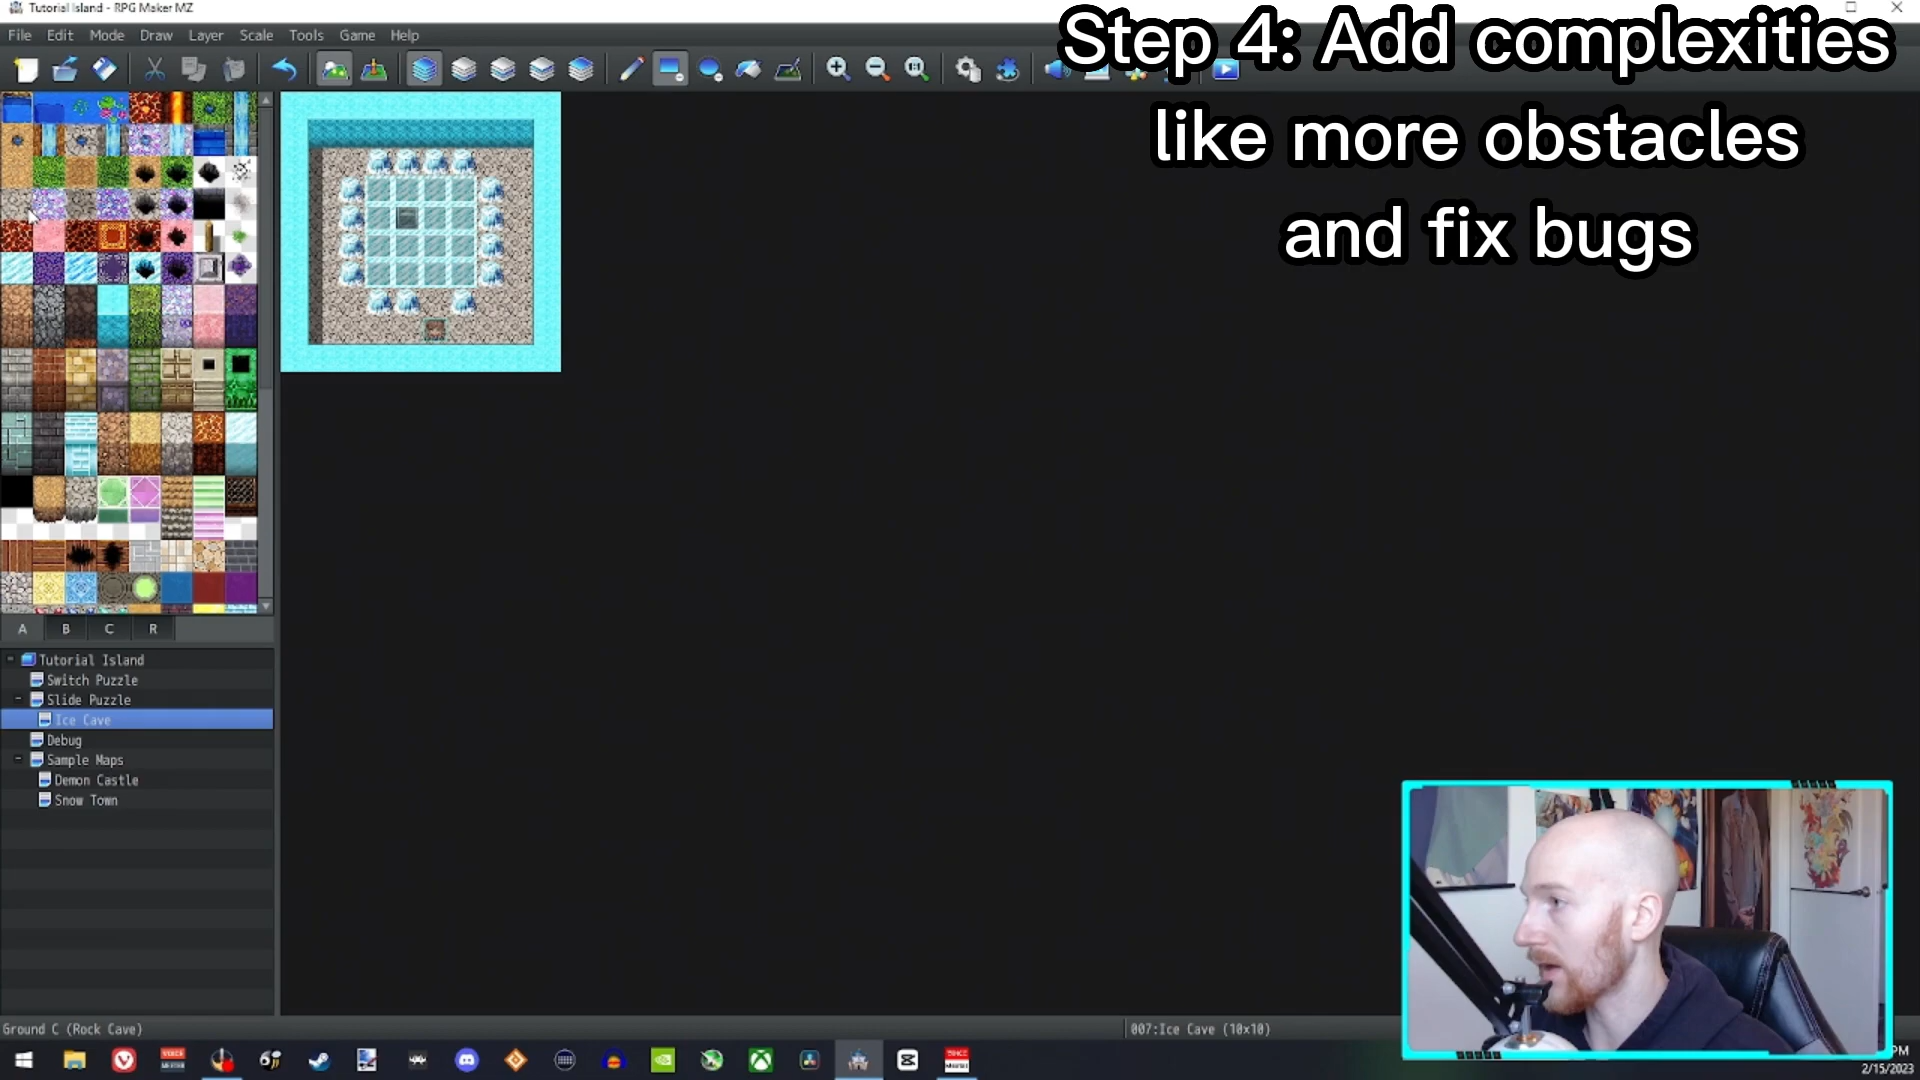 Tutorial Island - RPG Maker MZ
File Edit Mode Draw Layer Scale Tools Game Help
Step 4: Add complexities
like more obstacles
and fix bugs
A B C R
Tutorial Island
Switch Puzzle
Slide Puzzle
Ice Cave
Debug
Sample Maps
Demon Castle
Snow Town
Ground C (Rock Cave)
007:Ice Cave (10x10)
PM
2/15/2023